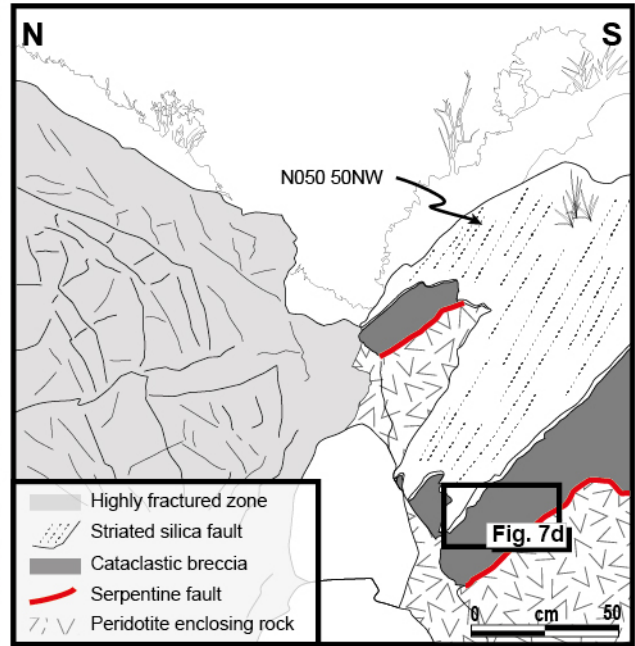 N S
N050 50NW
Highly fractured zone
Striated silica fault
Cataclastic breccia
Serpentine fault
Peridotite enclosing rock
Fig. 7d
0 cm 50